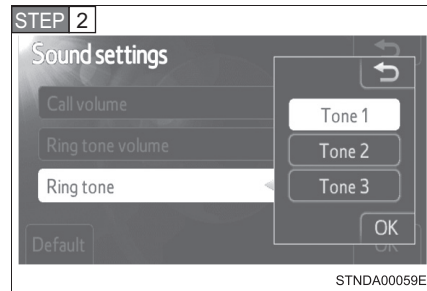 STEP 2
Sound settings
Call volume
Ring tone volume
Ring tone
Default
Tone 1
Tone 2
Tone 3
OK
OK
STNDA00059E